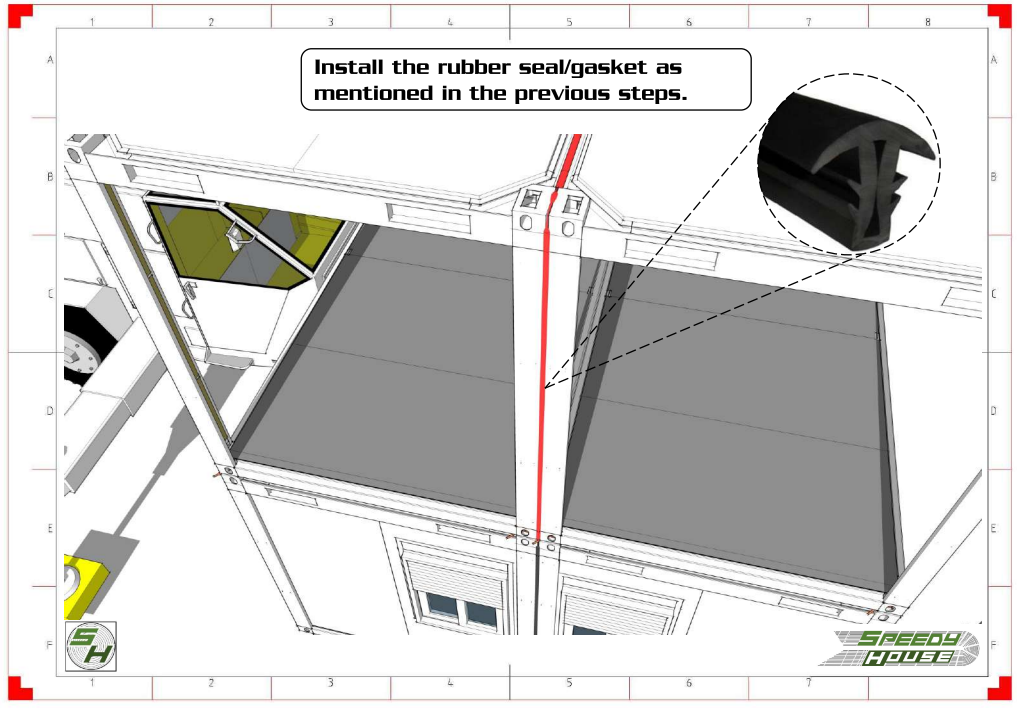 1 2 3 4 5 6 7 8
Install the rubber seal/gasket as
mentioned in the previous steps.
A A
B B
C C
D D
E E
F F
SH
SPEEDY
HOUSE
1 2 3 4 5 6 7